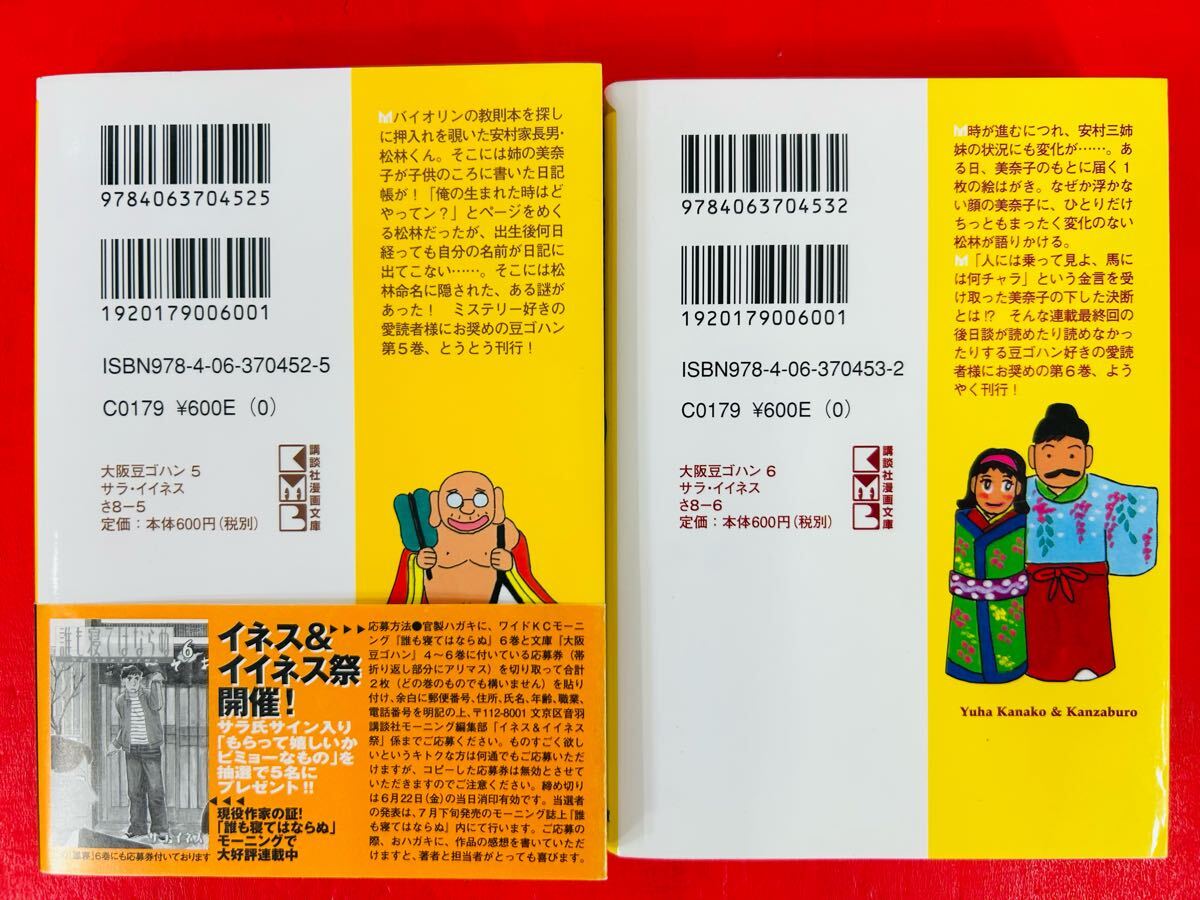 9784063704525
1920179006001
ISBN978-4-06-370452-5
C0179 ¥600E (0)
大阪豆ゴハン 5
サラ・イイネス
さ8−5
定価：本体600円(税別)
講談社漫画文庫
KMB
バイオリンの教則本を探し
に押入れを覗いた安村家長男・
松林くん。そこには姉の美奈
子が子供のころに書いた日記
帳が！「俺の生まれた時はど
やってン？」とページをめく
る松林だったが、出生後何日
経っても自分の名前が日記に
出てこない……。そこには松
林命名に隠された、ある謎が
あった！　ミステリー好きの
愛読者様にお奨めの豆ゴハン
第５巻、とうとう刊行！
誰も寝てはならぬ
6
サライネス
この「誰寝」6巻にも応募券付いております
イネス&▶▶▶
イイネス祭
開催！
サラ氏サイン入り
「もらって嬉しいか
ビミョーなもの」を
抽選で5名に
プレゼント!!
◀◀◀
現役作家の証！
「誰も寝てはならぬ」
モーニングで
大好評連載中
応募方法●官製ハガキに、ワイドＫＣモーニ
ング『誰も寝てはならぬ』６巻と文庫『大阪
豆ゴハン』４〜６巻に付いている応募券（帯
折り返し部分にアリマス）を切り取って合計
２枚（どの巻のものでも構いません）を貼り
付け、余白に郵便番号、住所、氏名、年齢、職業、
電話番号を明記の上、〒112-8001 文京区音羽
講談社モーニング編集部「イネス＆イイネス
祭」係までご応募ください。ものすごく欲し
いというキトクな方は何通でもご応募いただ
けますが、コピーした応募券は無効とさせて
いただきますのでご注意ください。締め切り
は6月22日(金)の当日消印有効です。当選者
の発表は、７月下旬発売のモーニング誌上『誰
も寝てはならぬ』内にて行います。ご応募の
際、おハガキに、作品の感想を書いていただ
けますと、著者と担当者がとっても喜びます。
9784063704532
1920179006001
ISBN978-4-06-370453-2
C0179 ¥600E (0)
大阪豆ゴハン 6
サラ・イイネス
さ8−6
定価：本体600円(税別)
講談社漫画文庫
KMB
時が進むにつれ、安村三姉
妹の状況にも変化が……。あ
る日、美奈子のもとに届く１
枚の絵はがき。なぜか浮かな
い顔の美奈子に、ひとりだけ
ちっともまったく変化のない
松林が語りかける。
「人には乗って見よ、馬に
は何チャラ」という金言を受
け取った美奈子の下した決断
とは!?　そんな連載最終回の
後日談が読めたり読めなかっ
たりする豆ゴハン好きの愛読
者様にお奨めの第６巻、よう
やく刊行！
Yuha Kanako & Kanzaburo